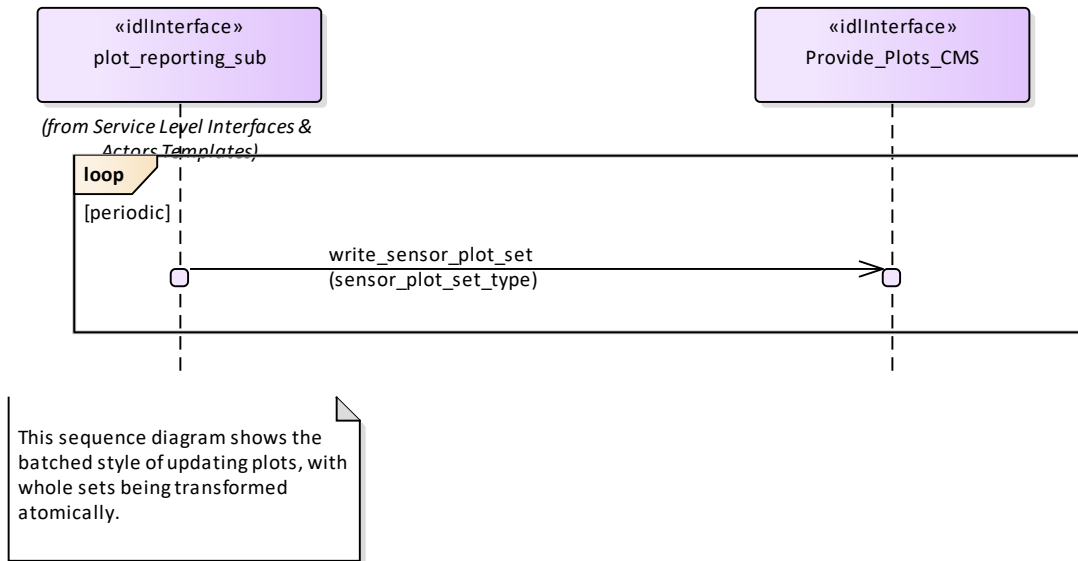 «idlInterface»
plot_reporting_sub
«idlInterface»
Provide_Plots_CMS
(from Service Level Interfaces &
Actors Templates)
loop
[periodic]
write_sensor_plot_set
(sensor_plot_set_type)
This sequence diagram shows the
batched style of updating plots, with
whole sets being transformed
atomically.